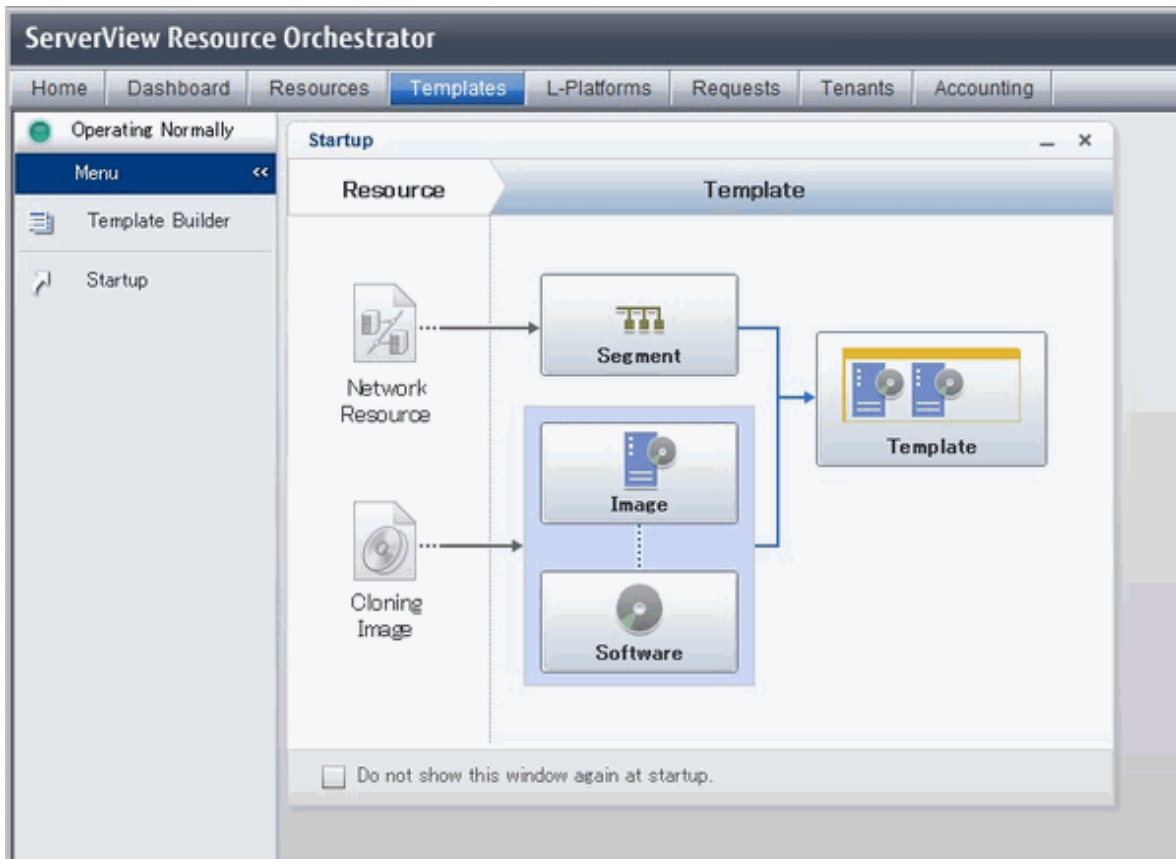 ServerView Resource Orchestrator
Home Dashboard Resources Templates L-Platforms Requests Tenants Accounting
Operating Normally
Menu <<
Template Builder
Startup
Startup
Resource Template
Segment
Network
Resource
Template
Image
Cloning
Image
Software
Do not show this window again at startup.